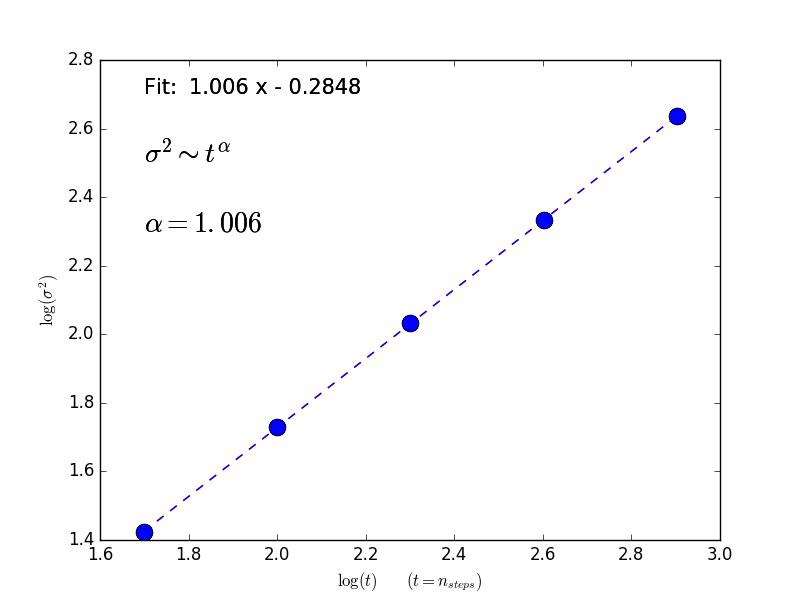 Fit: 1.006 x - 0.2848
σ² ~ t^α
α = 1.006
log(σ²)
2.8
2.6
2.4
2.2
2.0
1.8
1.6
1.4
1.6 1.8 2.0 2.2 2.4 2.6 2.8 3.0
log(t) (t = n_steps)